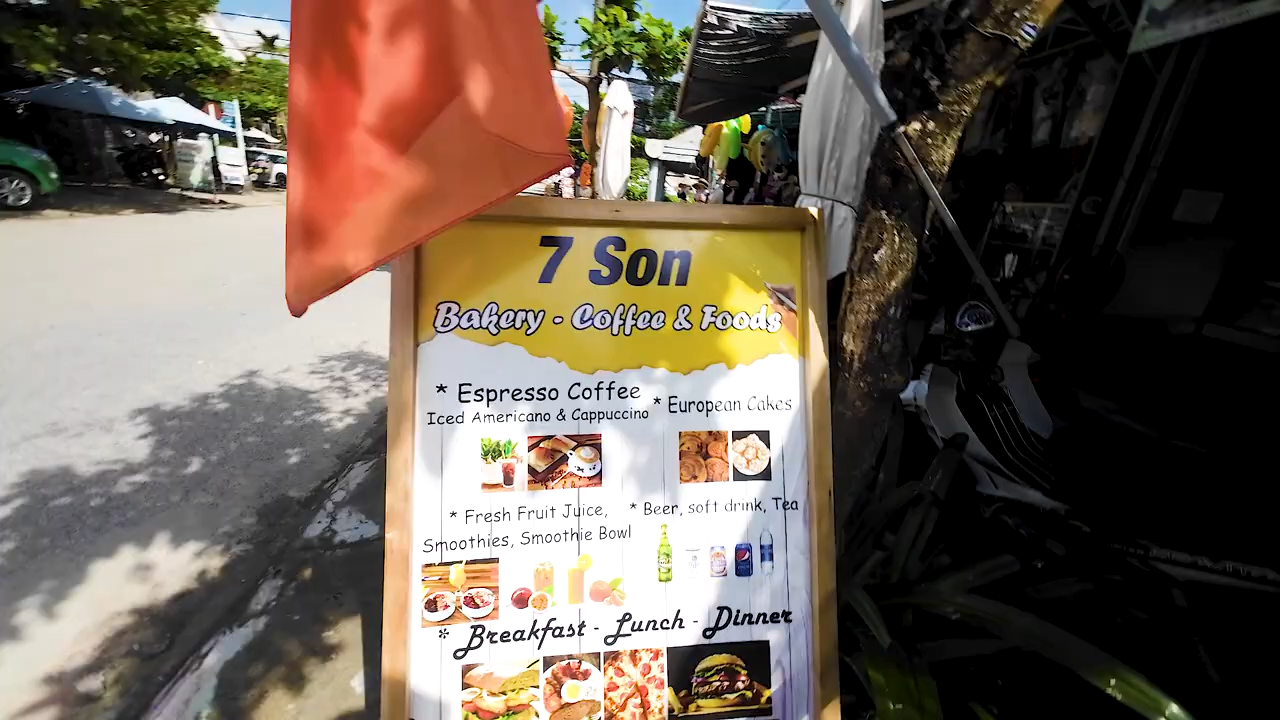 7 Son
Bakery - Coffee & Foods
* Espresso Coffee
Iced Americano & Cappuccino
* European Cakes
* Fresh Fruit Juice,
Smoothies, Smoothie Bowl
* Beer, soft drink, Tea
* Breakfast - Lunch - Dinner